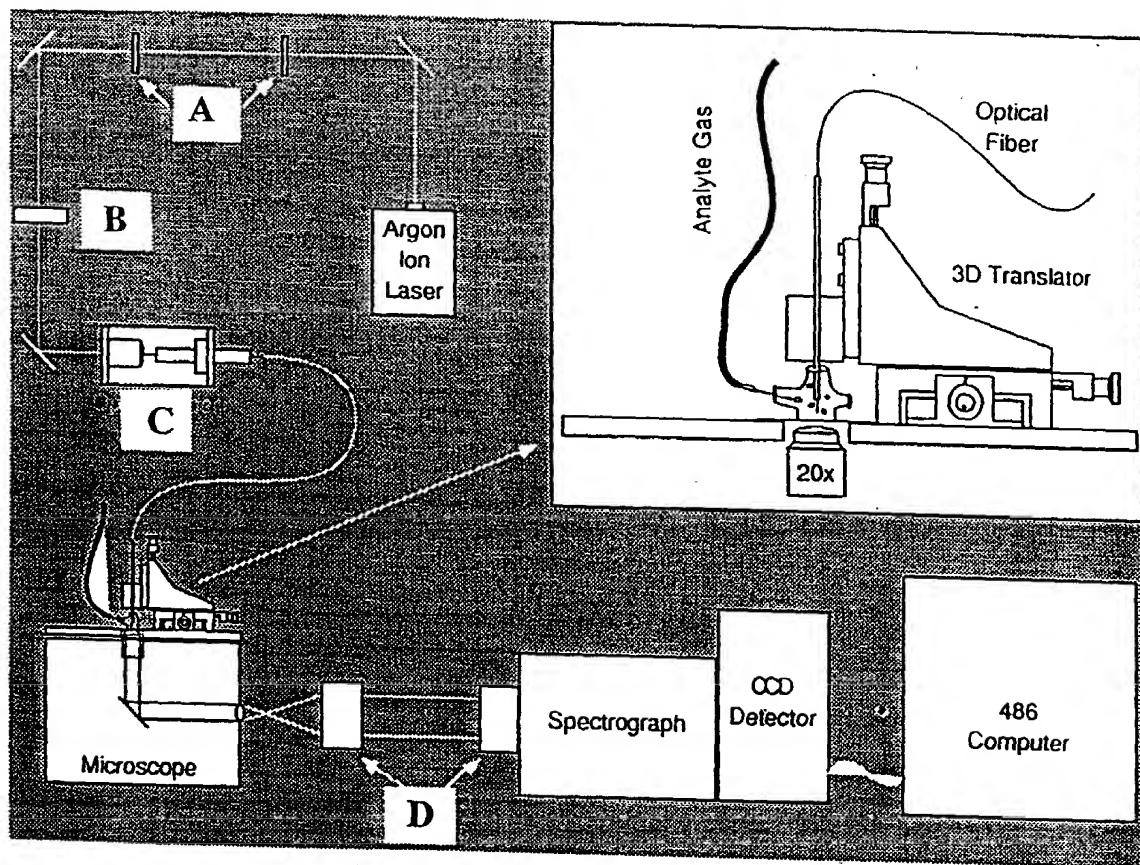 A
B
Argon
Ion
Laser
C
Analyte Gas
Optical
Fiber
3D Translator
20x
Microscope
D
Spectrograph
CCD
Detector
486
Computer